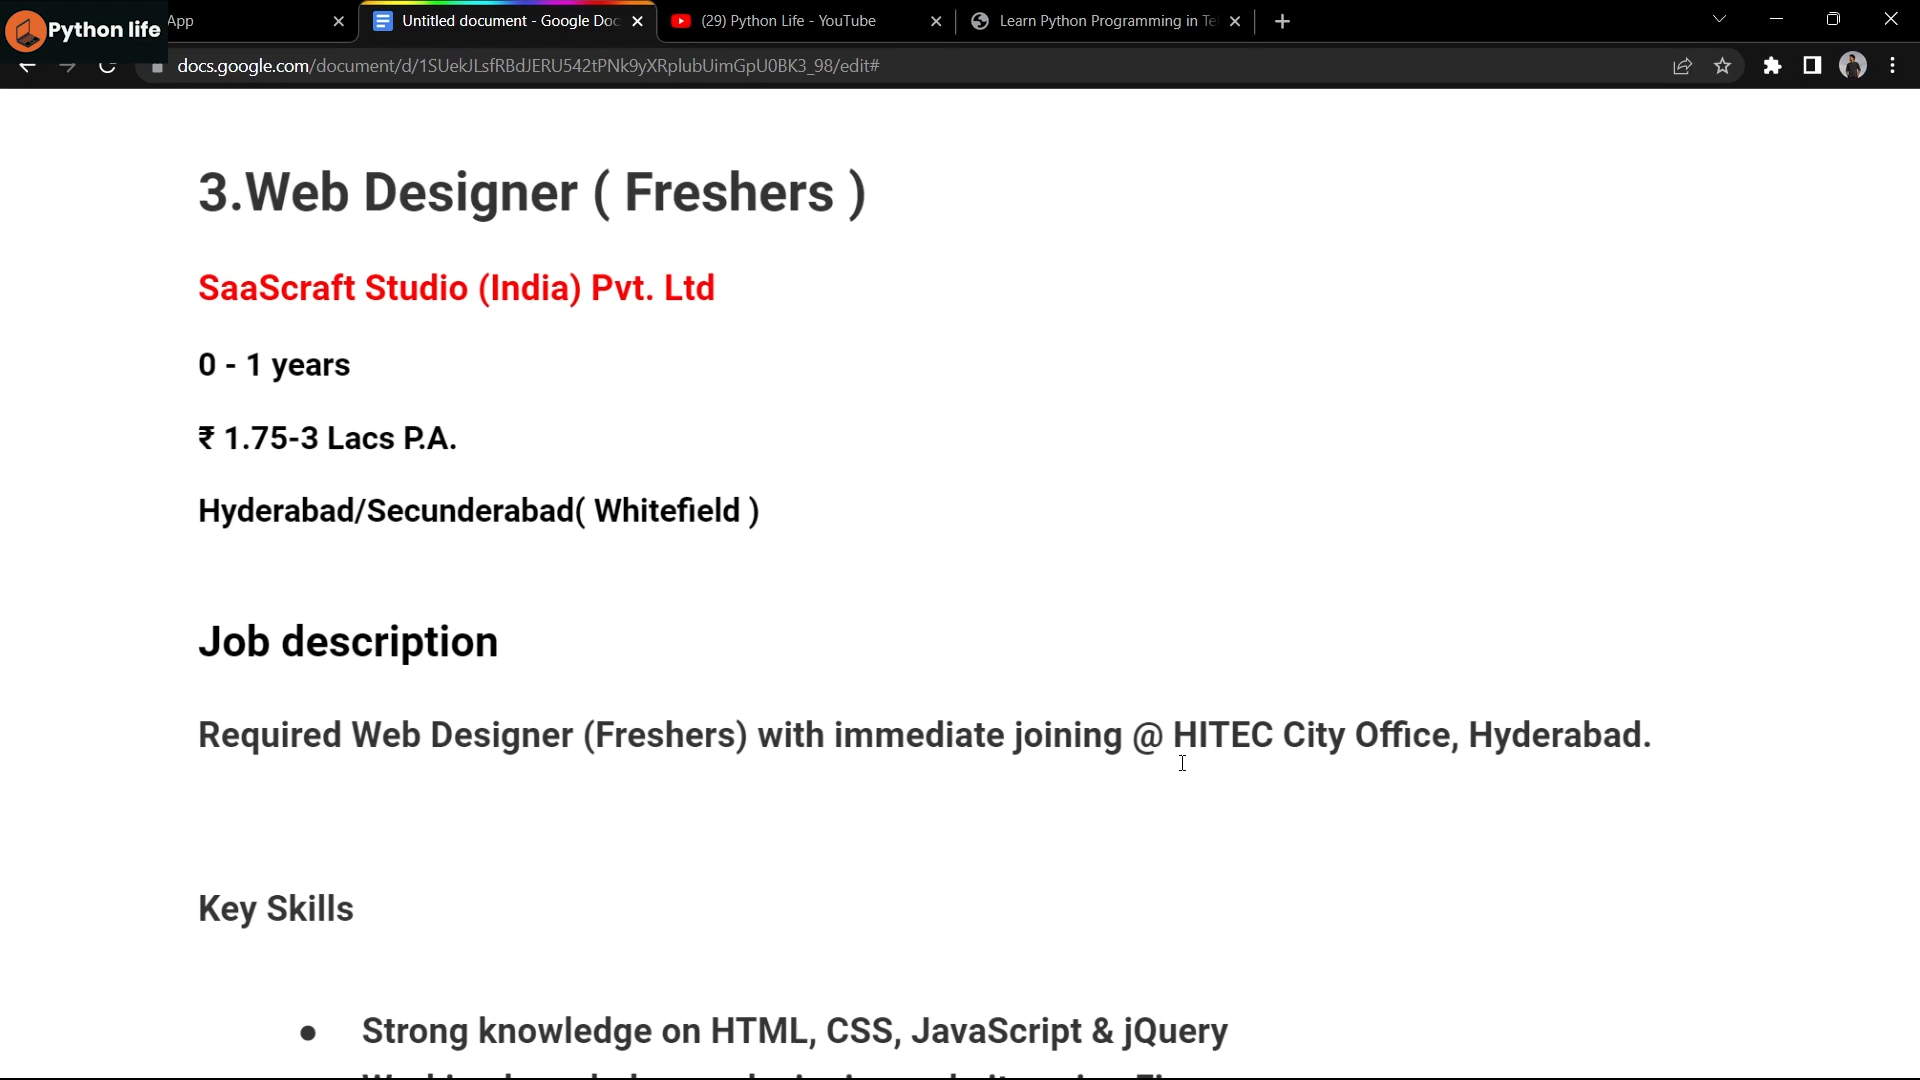 Python life
App
Untitled document - Google Doc
(29) Python Life - YouTube
Learn Python Programming in Te
docs.google.com/document/d/1SUekJLsfRBdJERU542tPNk9yXRplubUimGpU0BK3_98/edit#
3.Web Designer ( Freshers )
SaaScraft Studio (India) Pvt. Ltd
0 - 1 years
₹ 1.75-3 Lacs P.A.
Hyderabad/Secunderabad( Whitefield )
Job description
Required Web Designer (Freshers) with immediate joining @ HITEC City Office, Hyderabad.
Key Skills
● Strong knowledge on HTML, CSS, JavaScript & jQuery